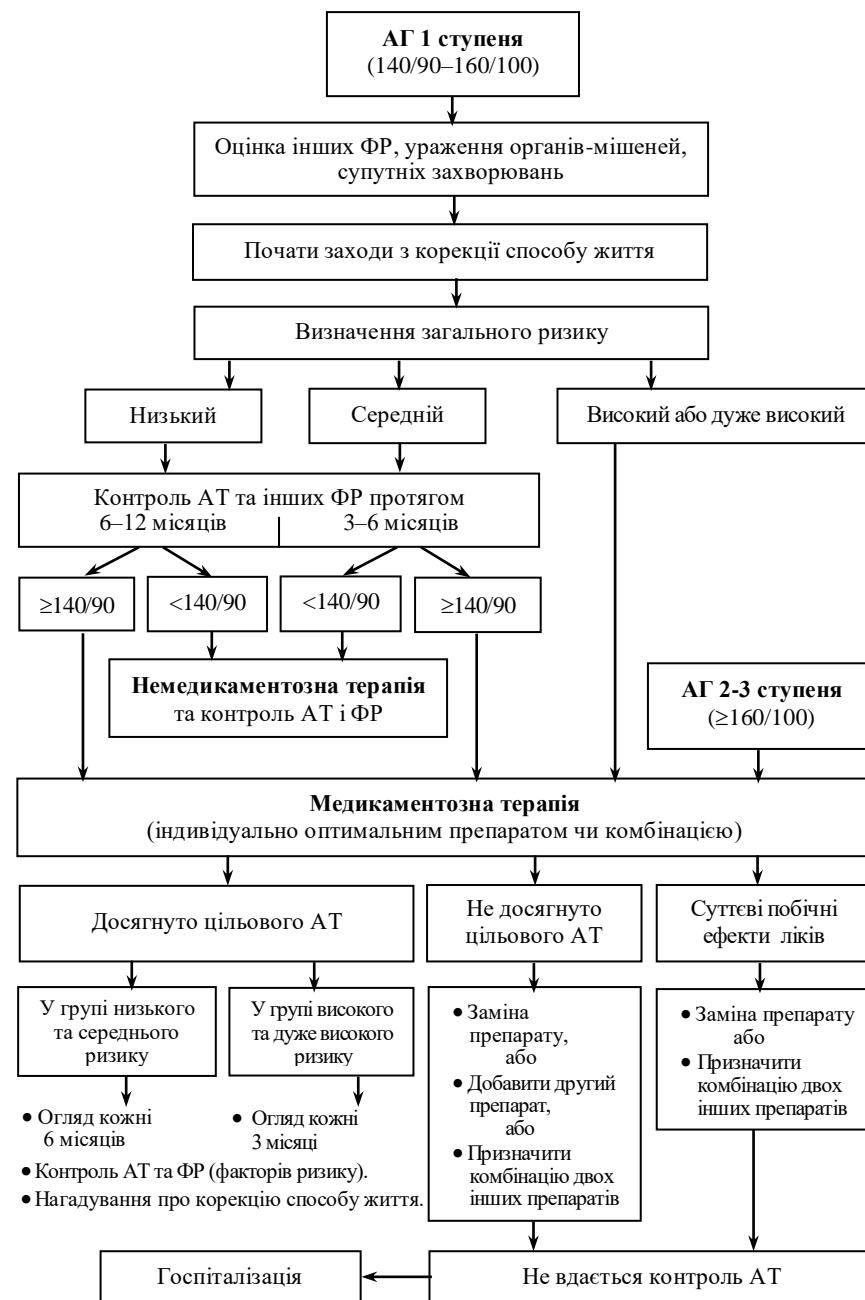 АГ 1 ступеня
(140/90–160/100)
Оцінка інших ФР, ураження органів-мішеней,
супутніх захворювань
Почати заходи з корекції способу життя
Визначення загального ризику
Низький
Середній
Високий або дуже високий
Контроль АТ та інших ФР протягом
6–12 місяців
3–6 місяців
≥140/90
<140/90
<140/90
≥140/90
Немедикаментозна терапія
та контроль АТ і ФР
АГ 2-3 ступеня
(≥160/100)
Медикаментозна терапія
(індивідуально оптимальним препаратом чи комбінацією)
Досягнуто цільового АТ
Не досягнуто
цільового АТ
Суттєві побічні
ефекти ліків
У групі низького
та середнього
ризику
У групі високого
та дуже високого
ризику
• Огляд кожні
6 місяців
• Огляд кожні
3 місяці
• Контроль АТ та ФР (факторів ризику).
• Нагадування про корекцію способу життя.
• Заміна
препарату,
або
• Добавити другий
препарат,
або
• Призначити
комбінацію двох
інших препаратів
• Заміна препарату
або
• Призначити
комбінацію двох
інших препаратів
Госпіталізація
Не вдається контроль АТ